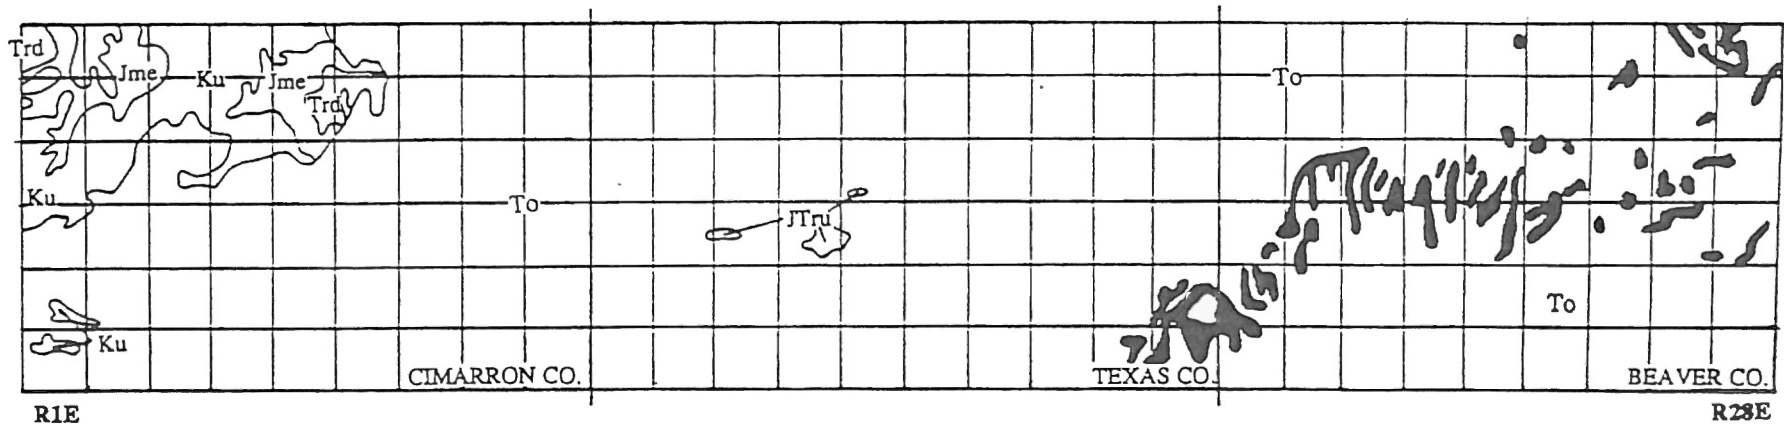 Trd
Jme
Ku
Jme
To
Trd
Ku
To
JTru
To
Ku
CIMARRON CO.
TEXAS CO.
BEAVER CO.
R1E
R28E